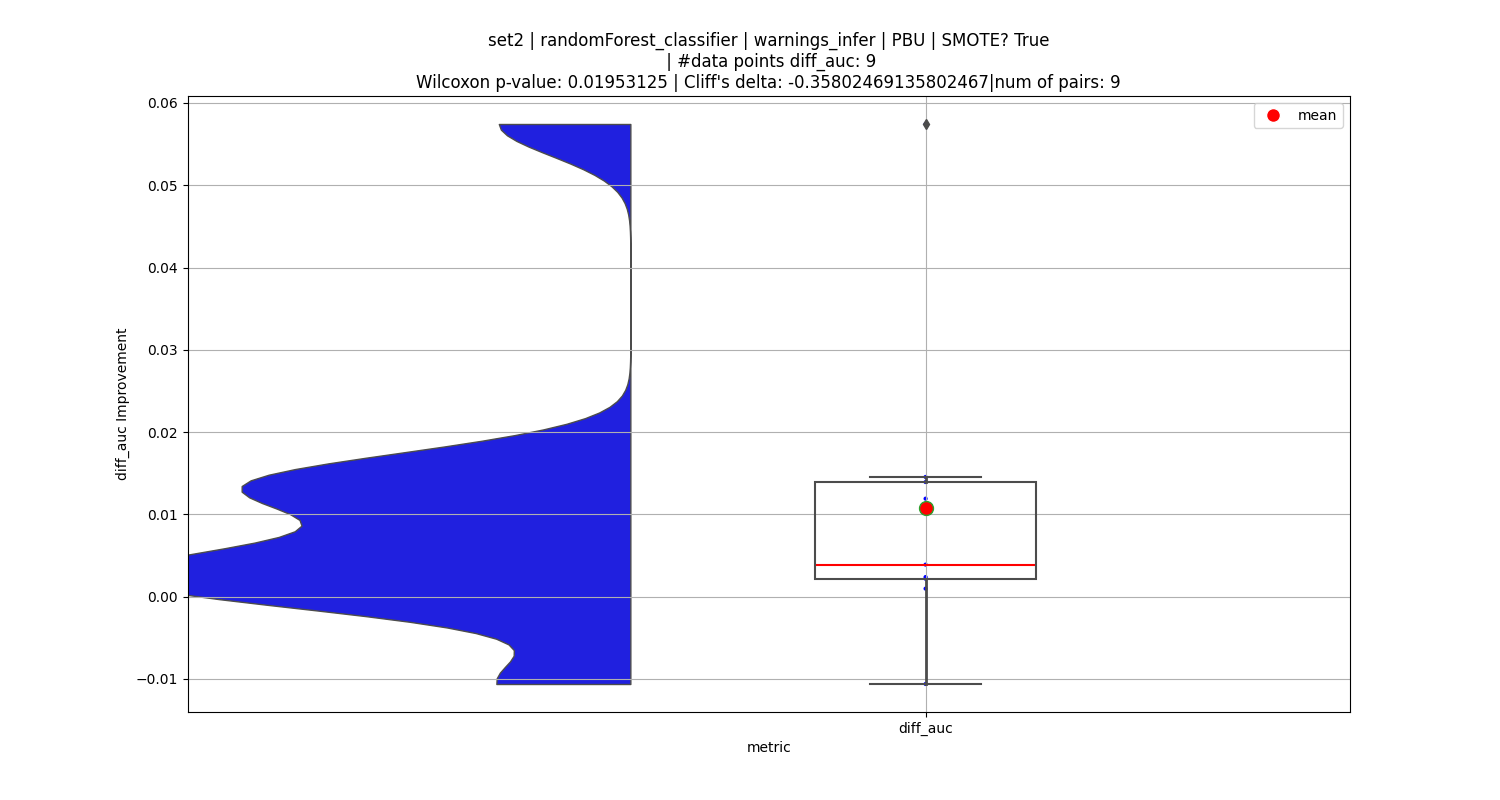 set2 | randomForest_classifier | warnings_infer | PBU | SMOTE? True
| #data points diff_auc: 9
Wilcoxon p-value: 0.01953125 | Cliff's delta: -0.35802469135802467|num of pairs: 9
mean
0.06
0.05
0.04
0.03
0.02
0.01
0.00
−0.01
diff_auc Improvement
diff_auc
metric